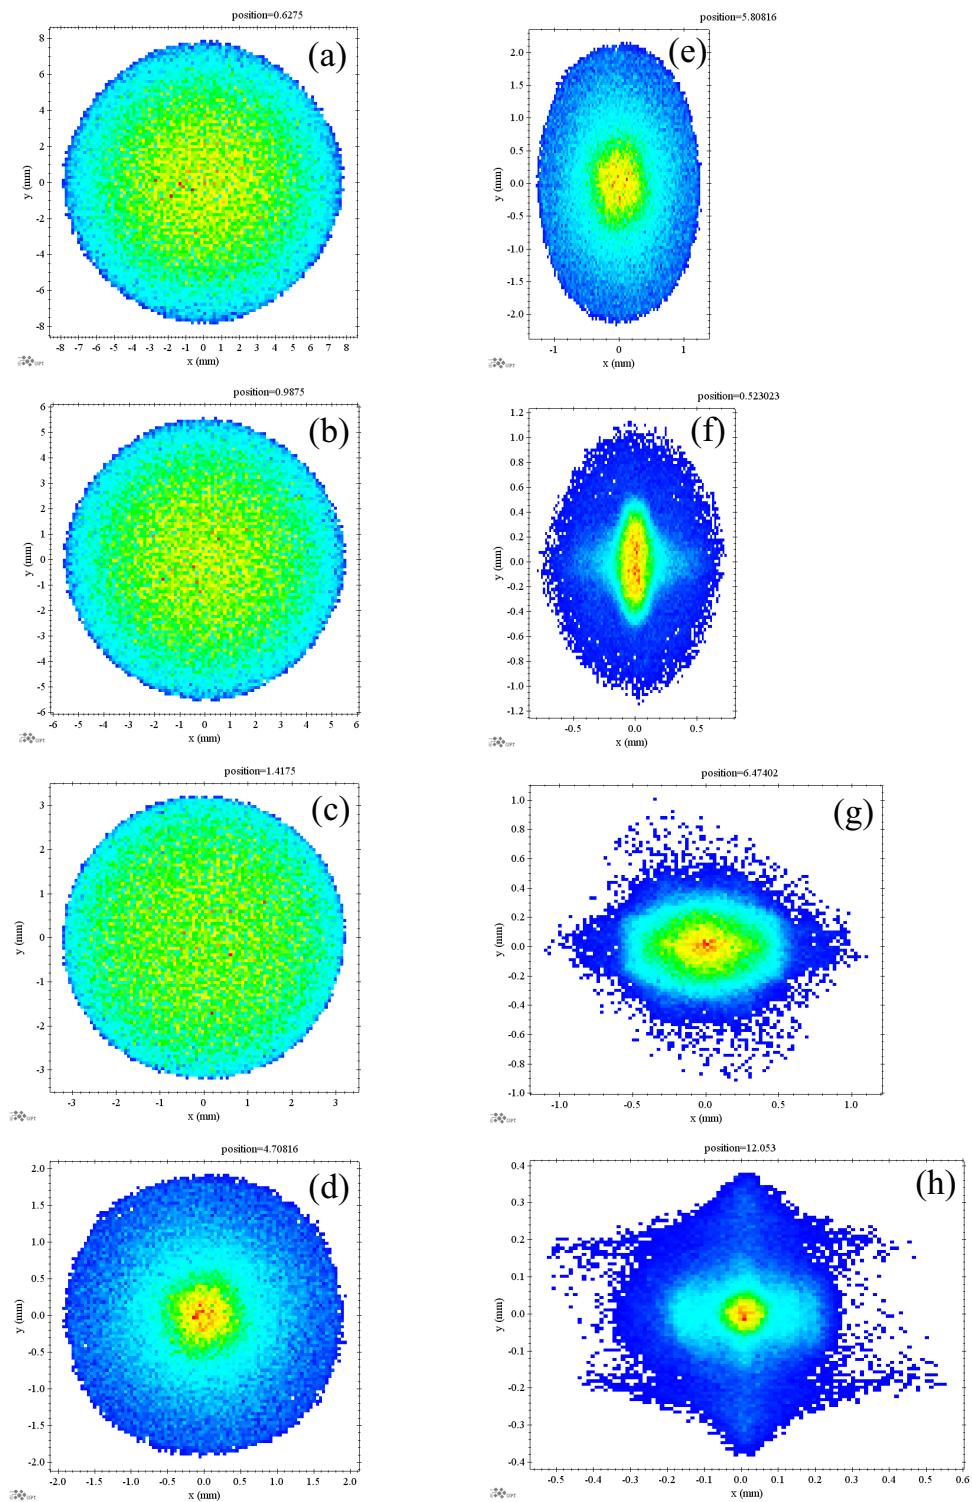 position=0.6275
(a)
8
6
4
2
0
-2
-4
-6
-8
y (mm)
-8 -7 -6 -5 -4 -3 -2 -1 0 1 2 3 4 5 6 7 8
x (mm)
GPT
position=5.80816
(e)
2.0
1.5
1.0
0.5
0.0
-0.5
-1.0
-1.5
-2.0
y (mm)
-1 0 1
x (mm)
GPT
position=0.9875
(b)
6
5
4
3
2
1
0
-1
-2
-3
-4
-5
-6
y (mm)
-6 -5 -4 -3 -2 -1 0 1 2 3 4 5 6
x (mm)
GPT
position=0.523023
(f)
1.2
1.0
0.8
0.6
0.4
0.2
0.0
-0.2
-0.4
-0.6
-0.8
-1.0
-1.2
y (mm)
-0.5 0.0 0.5
x (mm)
GPT
position=1.4175
(c)
3
2
1
0
-1
-2
-3
y (mm)
-3 -2 -1 0 1 2 3
x (mm)
GPT
position=6.47402
(g)
1.0
0.8
0.6
0.4
0.2
0.0
-0.2
-0.4
-0.6
-0.8
-1.0
y (mm)
-1.0 -0.5 0.0 0.5 1.0
x (mm)
GPT
position=4.70816
(d)
2.0
1.5
1.0
0.5
0.0
-0.5
-1.0
-1.5
-2.0
y (mm)
-2.0 -1.5 -1.0 -0.5 0.0 0.5 1.0 1.5 2.0
x (mm)
GPT
position=12.053
(h)
0.4
0.3
0.2
0.1
0.0
-0.1
-0.2
-0.3
-0.4
y (mm)
-0.6 -0.5 -0.4 -0.3 -0.2 -0.1 0.0 0.1 0.2 0.3 0.4 0.5 0.6
x (mm)
GPT